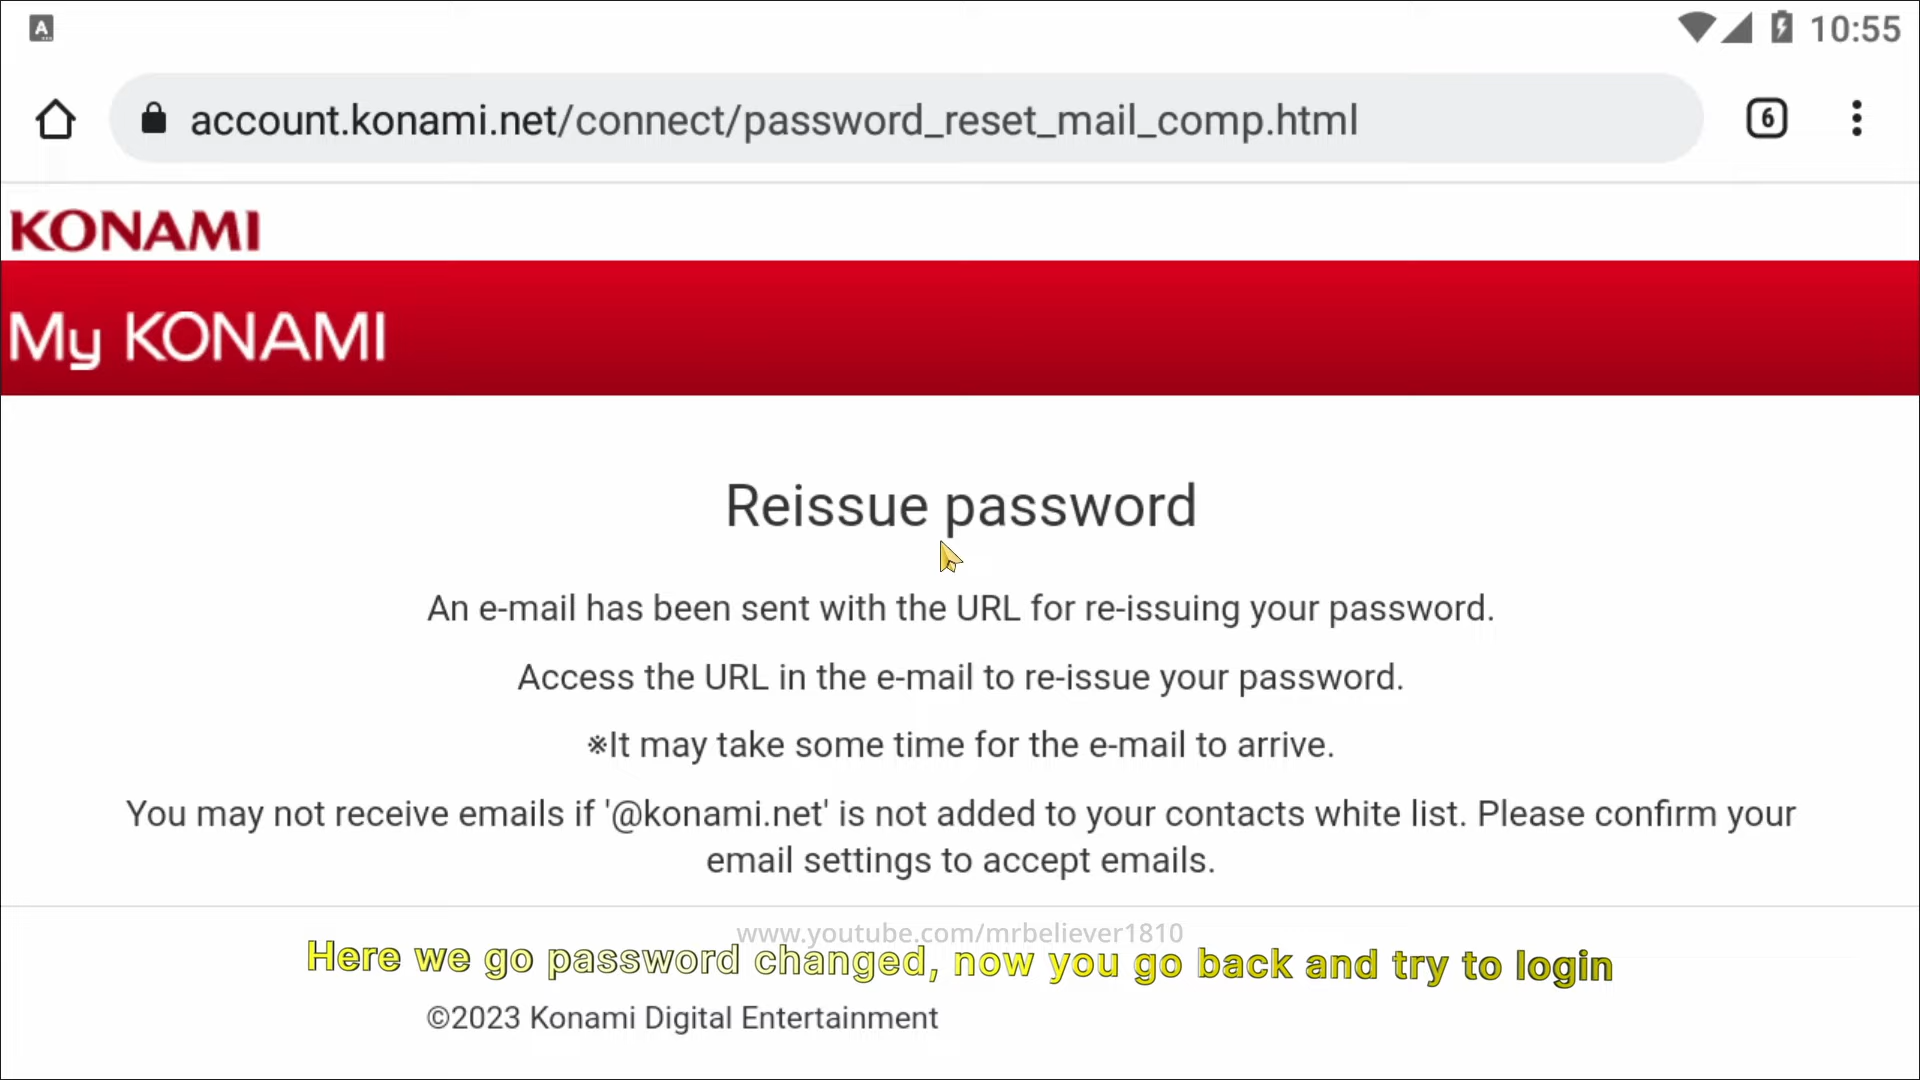 A
10:55
account.konami.net/connect/password_reset_mail_comp.html
6
KONAMI
My KONAMI
Reissue password
An e-mail has been sent with the URL for re-issuing your password.
Access the URL in the e-mail to re-issue your password.
※It may take some time for the e-mail to arrive.
You may not receive emails if '@konami.net' is not added to your contacts white list. Please confirm your
email settings to accept emails.
www.youtube.com/mrbeliever1810
Here we go password changed, now you go back and try to login
©2023 Konami Digital Entertainment